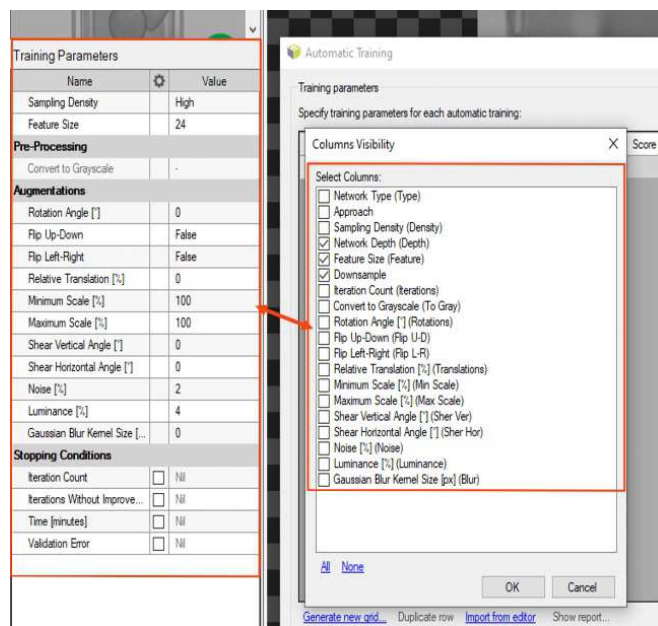 Training Parameters
Name Value
Sampling Density High
Feature Size 24
Pre-Processing
Convert to Grayscale -
Augmentations
Rotation Angle [°] 0
Flip Up-Down False
Flip Left-Right False
Relative Translation [%] 0
Minimum Scale [%] 100
Maximum Scale [%] 100
Shear Vertical Angle [°] 0
Shear Horizontal Angle [°] 0
Noise [%] 2
Luminance [%] 4
Gaussian Blur Kernel Size [... 0
Stopping Conditions
Iteration Count Nil
Iterations Without Improve... Nil
Time [minutes] Nil
Validation Error Nil
Automatic Training
Training parameters
Specify training parameters for each automatic training:
Columns Visibility
Score
Select Columns:
Network Type (Type)
Approach
Sampling Density (Density)
Network Depth (Depth)
Feature Size (Feature)
Downsample
Iteration Count (Iterations)
Convert to Grayscale (To Gray)
Rotation Angle [°] (Rotations)
Flip Up-Down (Flip U-D)
Flip Left-Right (Flip L-R)
Relative Translation [%] (Translations)
Minimum Scale [%] (Min Scale)
Maximum Scale [%] (Max Scale)
Shear Vertical Angle [°] (Sher Ver)
Shear Horizontal Angle [°] (Sher Hor)
Noise [%] (Noise)
Luminance [%] (Luminance)
Gaussian Blur Kernel Size [px] (Blur)
All None
OK Cancel
Generate new grid... Duplicate row Import from editor Show report...